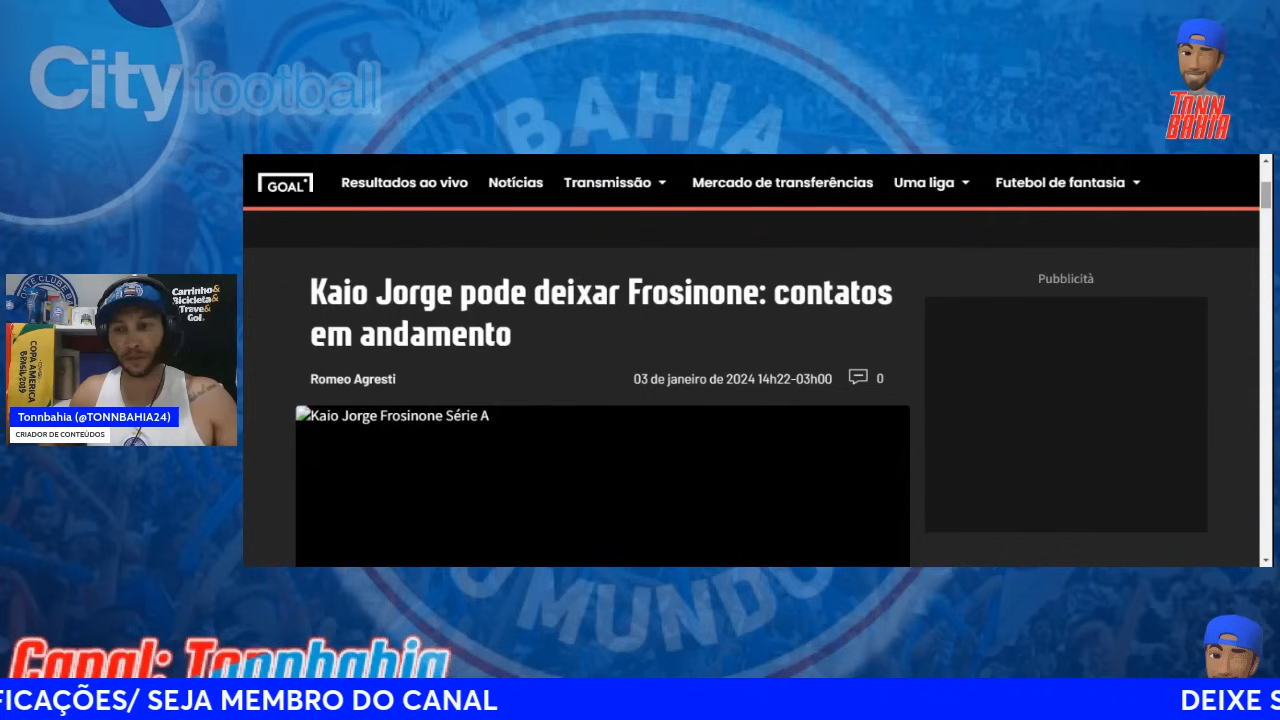 City football
BAHIA
TONN
BAHIA
GOAL
Resultados ao vivo Notícias Transmissão Mercado de transferências Uma liga Futebol de fantasia
Kaio Jorge pode deixar Frosinone: contatos
em andamento
Pubblicità
Romeo Agresti 03 de janeiro de 2024 14h22-03h00 0
Kaio Jorge Frosinone Série A
Carrinho&
Bicicleta&
Trave&
Gol.
COPA AMERICA
BRASIL 2019
Tonnbahia (@TONNBAHIA24)
CRIADOR DE CONTEÚDOS
MUNDO
Canal: Tonnbahia
FICAÇÕES/ SEJA MEMBRO DO CANAL DEIXE S